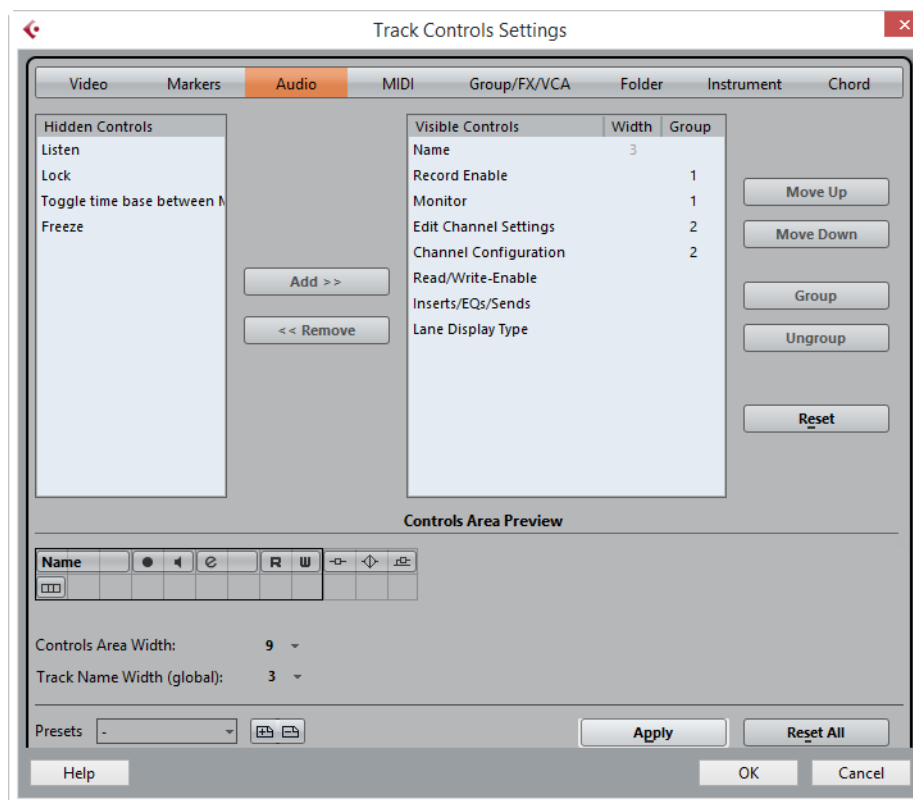 Track Controls Settings
Video Markers Audio MIDI Group/FX/VCA Folder Instrument Chord
Hidden Controls
Listen
Lock
Toggle time base between M
Freeze
Add >>
<< Remove
Visible Controls Width Group
Name 3
Record Enable 1
Monitor 1
Edit Channel Settings 2
Channel Configuration 2
Read/Write-Enable
Inserts/EQs/Sends
Lane Display Type
Move Up
Move Down
Group
Ungroup
Reset
Controls Area Preview
Name e R W
Controls Area Width: 9
Track Name Width (global): 3
Presets -
Apply
Reset All
Help
OK
Cancel